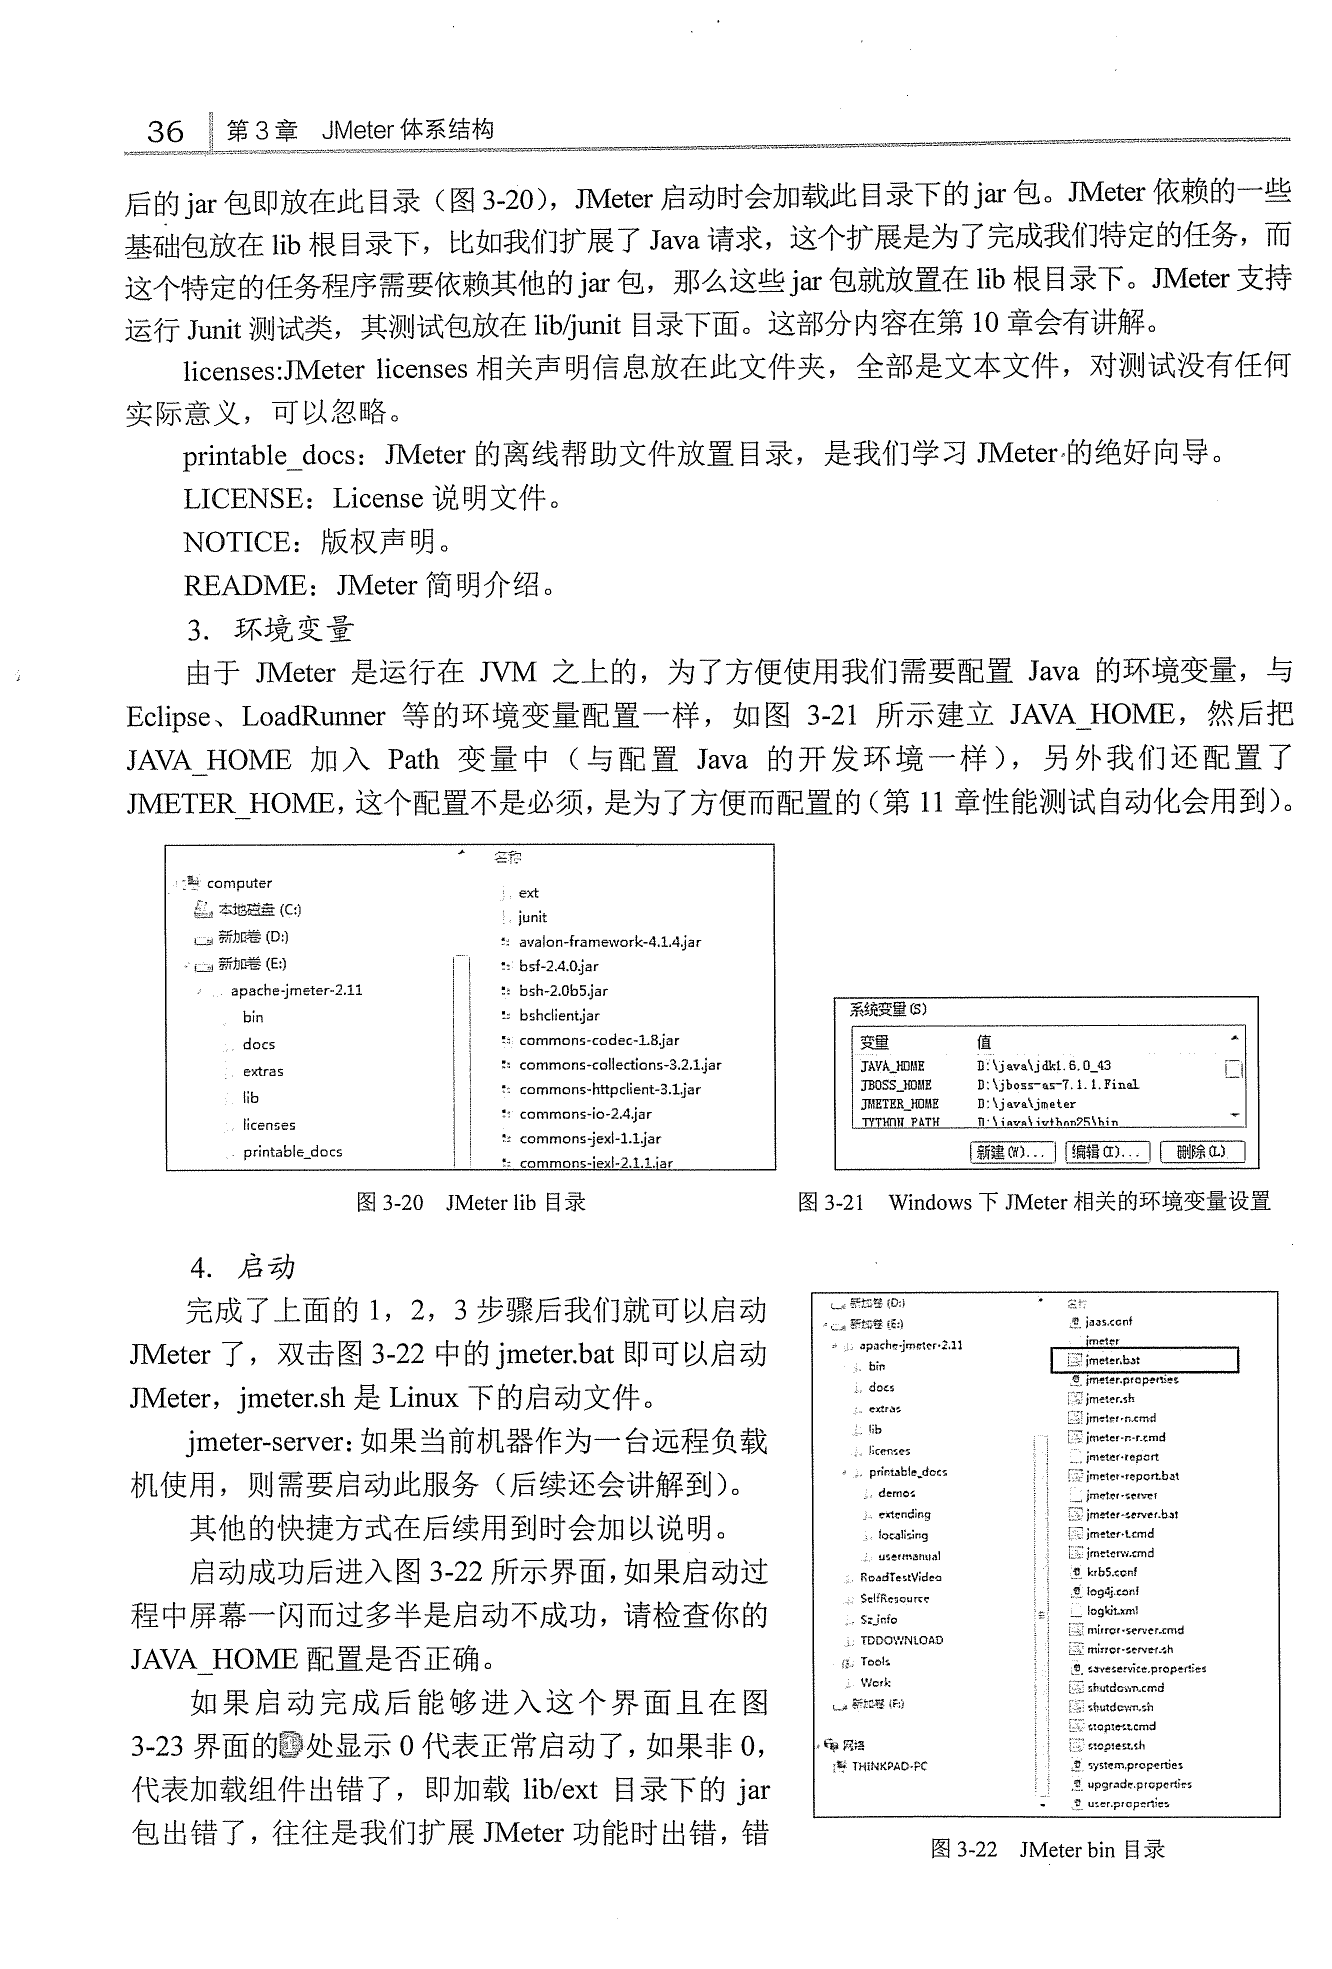 36 第 3 章 JMeter 体系结构
后的 jar 包即放在此目录（图 3-20），JMeter 启动时会加载此目录下的 jar 包。JMeter 依赖的一些
基础包放在 lib 根目录下，比如我们扩展了 Java 请求，这个扩展是为了完成我们特定的任务，而
这个特定的任务程序需要依赖其他的 jar 包，那么这些 jar 包就放置在 lib 根目录下。JMeter 支持
运行 Junit 测试类，其测试包放在 lib/junit 目录下面。这部分内容在第 10 章会有讲解。
licenses:JMeter licenses 相关声明信息放在此文件夹，全部是文本文件，对测试没有任何
实际意义，可以忽略。
printable_docs：JMeter 的离线帮助文件放置目录，是我们学习 JMeter 的绝好向导。
LICENSE：License 说明文件。
NOTICE：版权声明。
README：JMeter 简明介绍。
3. 环境变量
由于 JMeter 是运行在 JVM 之上的，为了方便使用我们需要配置 Java 的环境变量，与
Eclipse、LoadRunner 等的环境变量配置一样，如图 3-21 所示建立 JAVA_HOME，然后把
JAVA_HOME 加入 Path 变量中（与配置 Java 的开发环境一样），另外我们还配置了
JMETER_HOME，这个配置不是必须，是为了方便而配置的（第 11 章性能测试自动化会用到）。
computer
本地磁盘 (C:)
新加卷 (D:)
新加卷 (E:)
apache-jmeter-2.11
bin
docs
extras
lib
licenses
printable_docs
名称
ext
junit
avalon-framework-4.1.4.jar
bsf-2.4.0.jar
bsh-2.0b5.jar
bshclient.jar
commons-codec-1.8.jar
commons-collections-3.2.1.jar
commons-httpclient-3.1.jar
commons-io-2.4.jar
commons-jexl-1.1.jar
commons-jexl-2.1.1.jar
图 3-20 JMeter lib 目录
系统变量(S)
变量 值
JAVA_HOME D:\java\jdk1.6.0_43
JBOSS_HOME D:\jboss-as-7.1.1.Final
JMETER_HOME D:\java\jmeter
新建(W)... 编辑(I)... 删除(L)
图 3-21 Windows 下 JMeter 相关的环境变量设置
4. 启动
完成了上面的 1，2，3 步骤后我们就可以启动
JMeter 了，双击图 3-22 中的 jmeter.bat 即可以启动
JMeter，jmeter.sh 是 Linux 下的启动文件。
jmeter-server：如果当前机器作为一台远程负载
机使用，则需要启动此服务（后续还会讲解到）。
其他的快捷方式在后续用到时会加以说明。
启动成功后进入图 3-22 所示界面，如果启动过
程中屏幕一闪而过多半是启动不成功，请检查你的
JAVA_HOME 配置是否正确。
如果启动完成后能够进入这个界面且在图
3-23 界面的①处显示 0 代表正常启动了，如果非 0，
代表加载组件出错了，即加载 lib/ext 目录下的 jar
包出错了，往往是我们扩展 JMeter 功能时出错，错
新加卷 (D:)
新加卷 (E:)
apache-jmeter-2.11
bin
docs
extras
lib
licenses
printable_docs
demos
extending
localising
usermanual
RoadTestVideo
SelfResource
Sz_info
TDDOWNLOAD
Tools
Work
新加卷 (F:)
网络
THINKPAD-PC
名称
jaas.conf
jmeter
jmeter.bat
jmeter.properties
jmeter.sh
jmeter-n.cmd
jmeter-n-r.cmd
jmeter-report
jmeter-report.bat
jmeter-server
jmeter-server.bat
jmeter-t.cmd
jmeterw.cmd
krb5.conf
log4j.conf
logkit.xml
mirror-server.cmd
mirror-server.sh
saveservice.properties
shutdown.cmd
shutdown.sh
stoptest.cmd
stoptest.sh
system.properties
upgrade.properties
user.properties
图 3-22 JMeter bin 目录